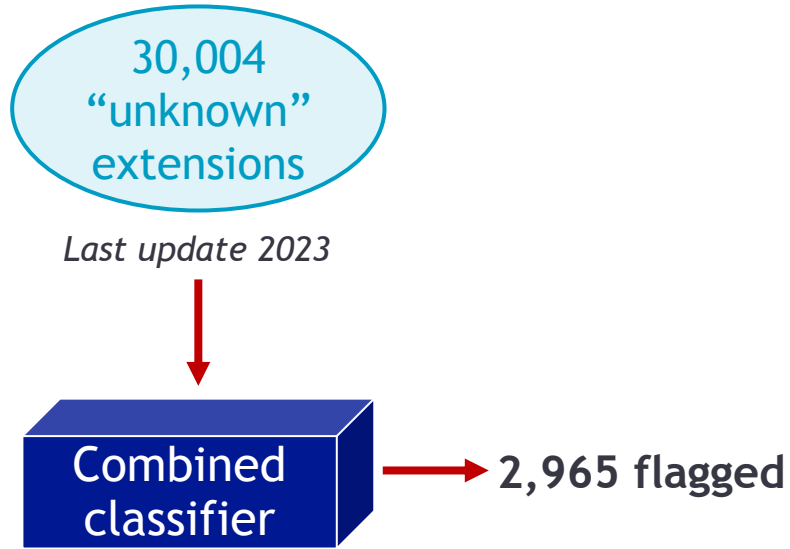 30,004
“unknown”
extensions
Last update 2023
Combined
classifier
2,965 flagged